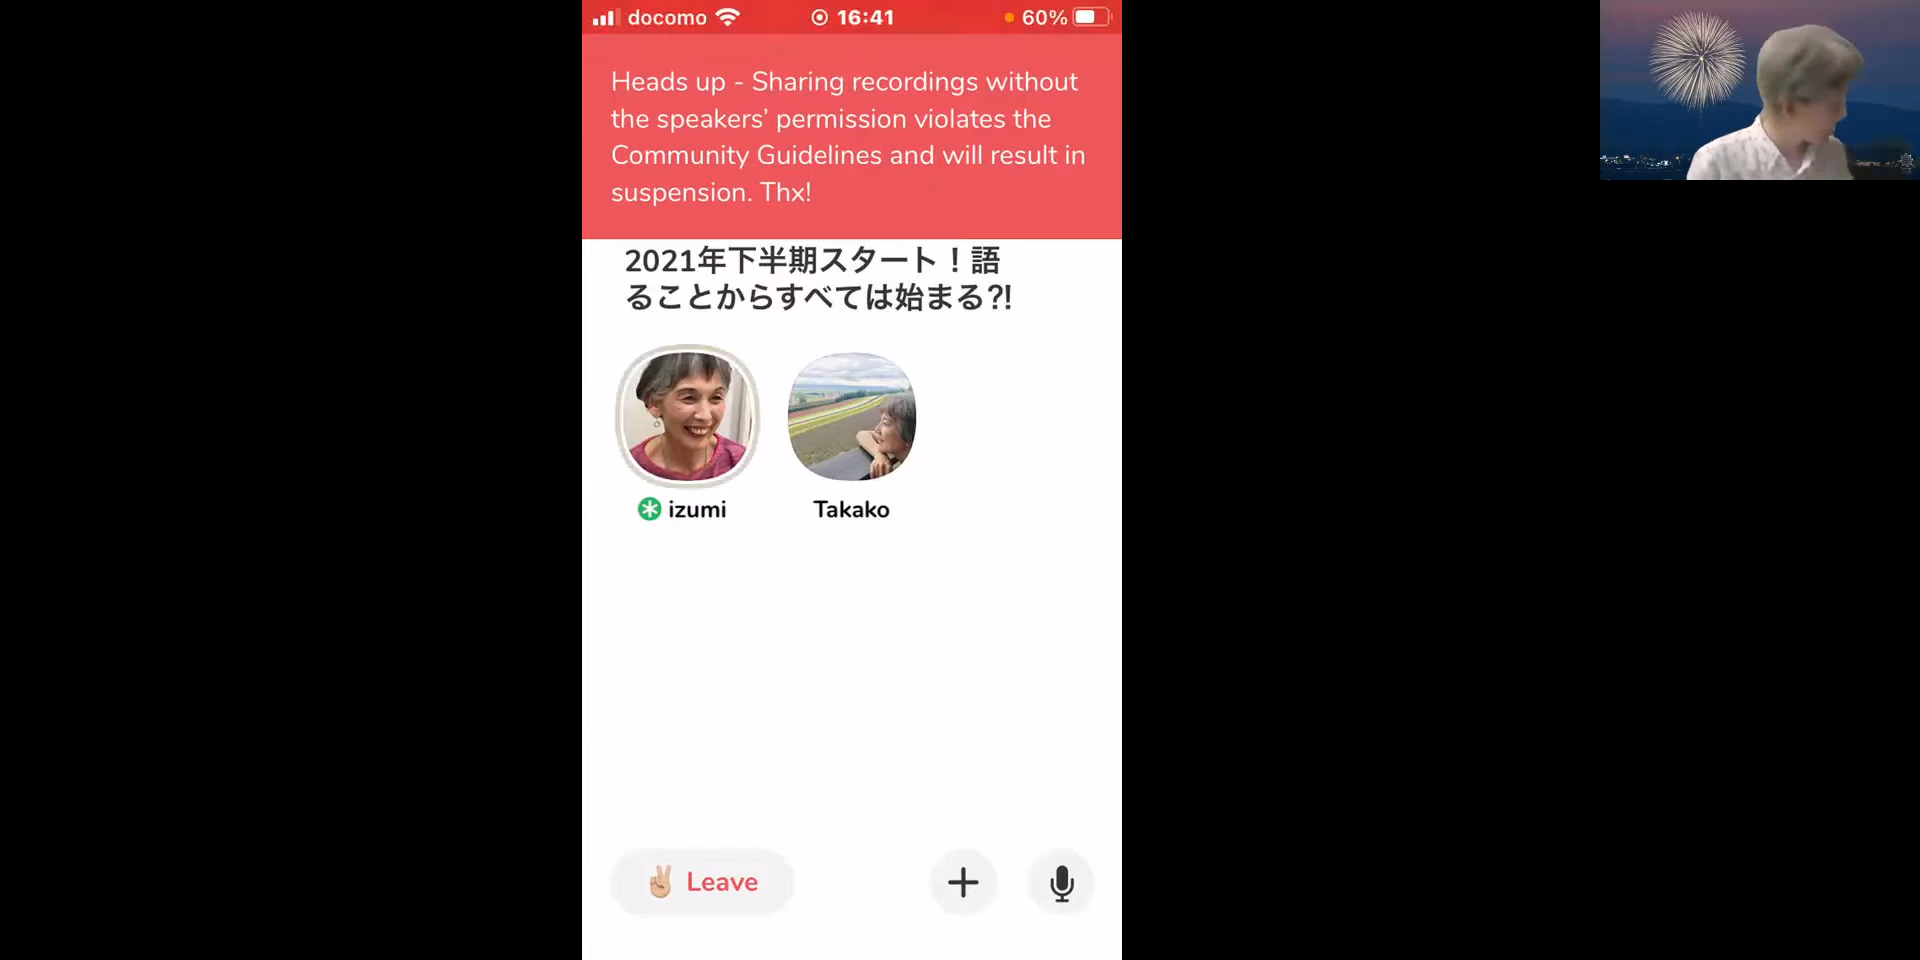 docomo 16:41 60%
Heads up - Sharing recordings without
the speakers’ permission violates the
Community Guidelines and will result in
suspension. Thx!
2021年下半期スタート！語
ることからすべては始まる⁈
izumi Takako
Leave